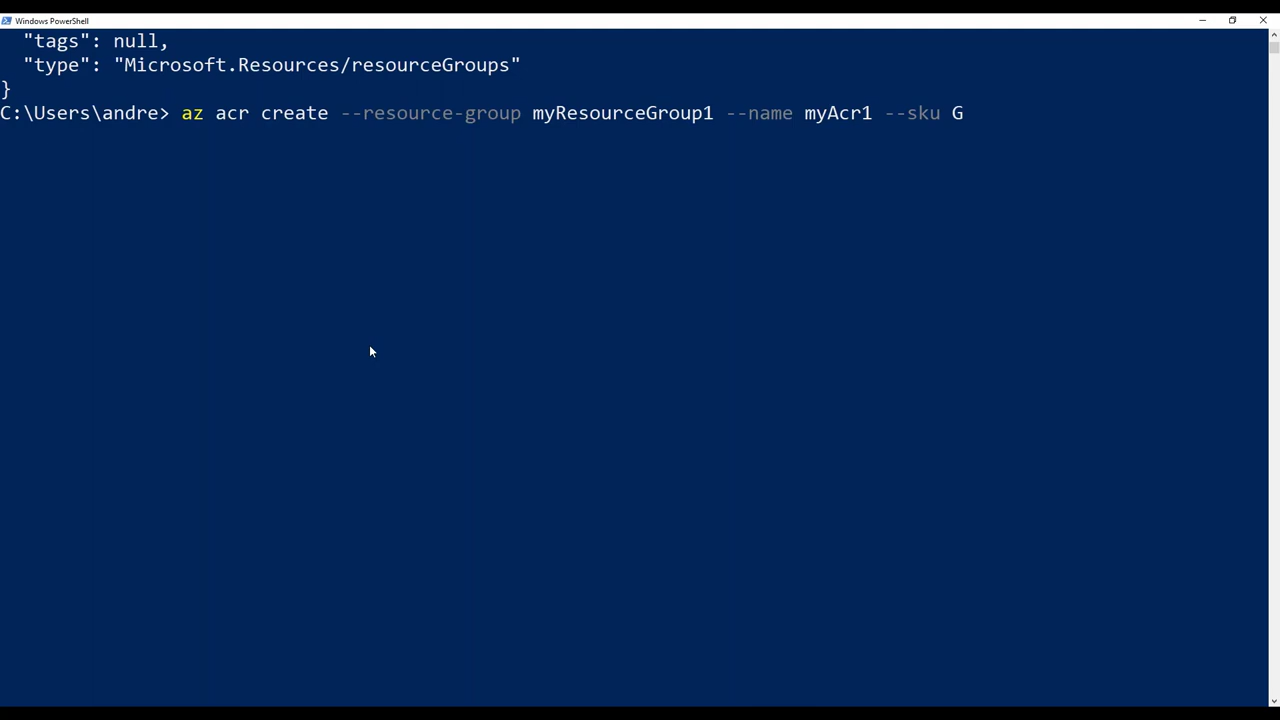 Windows PowerShell
"tags": null,
"type": "Microsoft.Resources/resourceGroups"
}
C:\Users\andre> az acr create --resource-group myResourceGroup1 --name myAcr1 --sku G